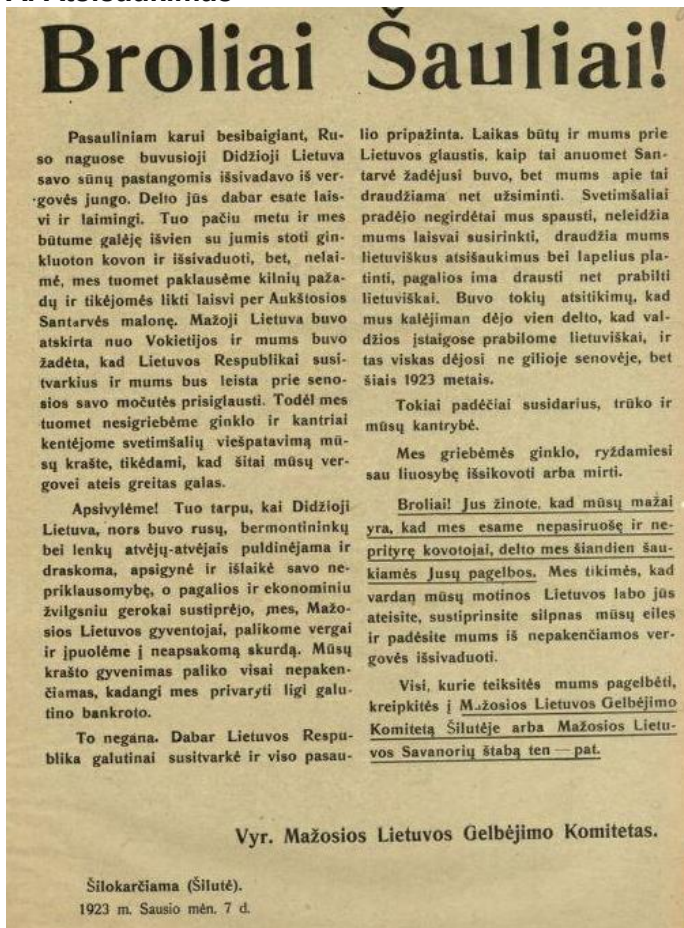 Broliai Šauliai!
Pasauliniam karui besibaigiant, Ru-
so naguose buvusioji Didžioji Lietuva
savo sūnų pastangomis išsivadavo iš ver-
govės jungo. Delto jūs dabar esate lais-
vi ir laimingi. Tuo pačiu metu ir mes
būtume galėję išvien su jumis stoti gin-
kluoton kovon ir išsivaduoti, bet, nelai-
mė, mes tuomet paklausėme kilnių paža-
dų ir tikėjomės likti laisvi per Aukštosios
Santarvės malonę. Mažoji Lietuva buvo
atskirta nuo Vokietijos ir mums buvo
žadėta, kad Lietuvos Respublikai susi-
tvarkius ir mums bus leista prie seno-
sios savo močutės prisiglausti. Todėl mes
tuomet nesigriebėme ginklo ir kantriai
kentėjome svetimšalių viešpatavimą mū-
sų krašte, tikėdami, kad šitai mūsų ver-
govei ateis greitas galas.
Apsivylėme! Tuo tarpu, kai Didžioji
Lietuva, nors buvo rusų, bermontininkų
bei lenkų atvėjų-atvėjais puldinėjama ir
draskoma, apsigynė ir išlaikė savo ne-
priklausomybę, o pagalios ir ekonominiu
žvilgsniu gerokai sustiprėjo, mes, Mažo-
sios Lietuvos gyventojai, palikome vergai
ir įpuolėme į neapsakomą skurdą. Mūsų
krašto gyvenimas paliko visai nepaken-
čiamas, kadangi mes privaryti ligi galu-
tino bankroto.
To negana. Dabar Lietuvos Respu-
blika galutinai susitvarkė ir viso pasau-
lio pripažinta. Laikas būtų ir mums prie
Lietuvos glaustis, kaip tai anuomet San-
tarvė žadėjusi buvo, bet mums apie tai
draudžiama net užsiminti. Svetimšaliai
pradėjo negirdėtai mus spausti, neleidžia
mums laisvai susirinkti, draudžia mums
lietuviškus atsišaukimus bei lapelius pla-
tinti, pagalios ima drausti net prabilti
lietuviškai. Buvo tokių atsitikimų, kad
mus kalėjiman dėjo vien delto, kad val-
džios įstaigose prabilome lietuviškai, ir
tas viskas dėjosi ne gilioje senovėje, bet
šiais 1923 metais.
Tokiai padėčiai susidarius, trūko ir
mūsų kantrybė.
Mes griebėmės ginklo, ryždamiesi
sau liuosybę išsikovoti arba mirti.
Broliai! Jus žinote, kad mūsų mažai
yra, kad mes esame nepasiruošę ir ne-
prityrę kovotojai, delto mes šiandien šau-
kiamės Jusų pagelbos. Mes tikimės, kad
vardan mūsų motinos Lietuvos labo jūs
ateisite, sustiprinsite silpnas mūsų eiles
ir padėsite mums iš nepakenčiamos ver-
govės išsivaduoti.
Visi, kurie teiksitės mums pagelbėti,
kreipkitės į Mažosios Lietuvos Gelbėjimo
Komitetą Šilutėje arba Mažosios Lietu-
vos Savanorių štabą ten—pat.
Vyr. Mažosios Lietuvos Gelbėjimo Komitetas.
Šilokarčiama (Šilutė).
1923 m. Sausio mėn. 7 d.